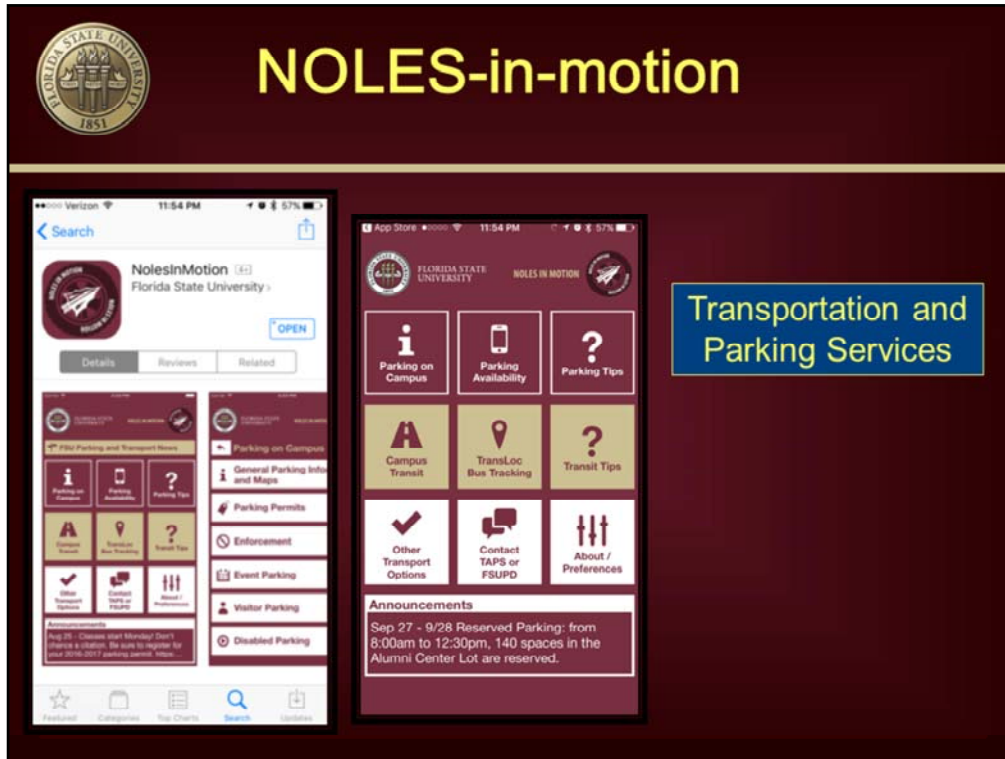 FLORIDA STATE UNIVERSITY
1851
NOLES-in-motion
Verizon 11:54 PM 57%
Search
NolesInMotion 4+
Florida State University
OPEN
Details Reviews Related
FSU Parking and Transport News
Parking on
Campus
Parking
Availability
Parking Tips
Campus
Transit
TransLoc
Bus Tracking
Transit Tips
Other
Transport
Options
Contact
TAPS or
FSUPD
About /
Preferences
Announcements
Aug 25 - Classes start Monday! Don't
chance a citation. Be sure to register for
your 2016-2017 parking permit. https:...
Parking on Campus
General Parking Info
and Maps
Parking Permits
Enforcement
Event Parking
Visitor Parking
Disabled Parking
Featured Categories Top Charts Search Updates
App Store 11:54 PM 57%
FLORIDA STATE
UNIVERSITY
NOLES IN MOTION
Parking on
Campus
Parking
Availability
Parking Tips
Campus
Transit
TransLoc
Bus Tracking
Transit Tips
Other
Transport
Options
Contact
TAPS or
FSUPD
About /
Preferences
Announcements
Sep 27 - 9/28 Reserved Parking: from
8:00am to 12:30pm, 140 spaces in the
Alumni Center Lot are reserved.
Transportation and
Parking Services